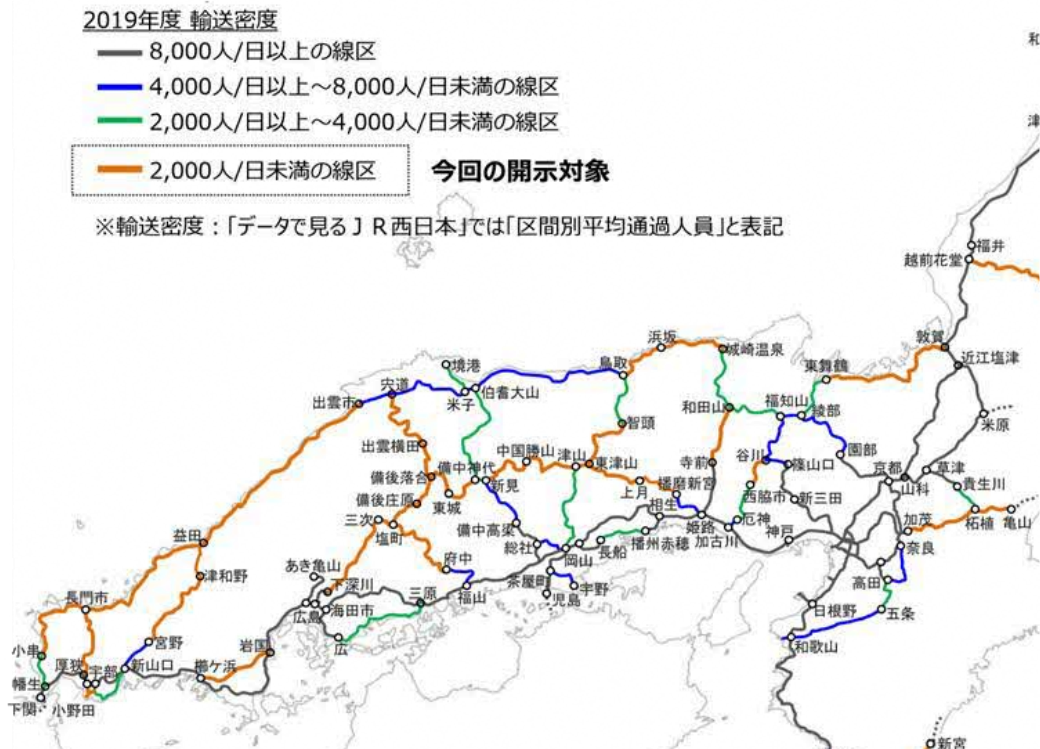 2019年度 輸送密度
8,000人/日以上の線区
4,000人/日以上～8,000人/日未満の線区
2,000人/日以上～4,000人/日未満の線区
2,000人/日未満の線区
今回の開示対象
※輸送密度：「データで見るＪＲ西日本」では「区間別平均通過人員」と表記
和
津
福井
越前花堂
敦賀
近江塩津
浜坂
城崎温泉
東舞鶴
鳥取
境港
宍道
伯耆大山
出雲市
米子
和田山
福知山
綾部
米原
智頭
出雲横田
中国勝山
津山
東津山
寺前
谷川
篠山口
園部
京都
山科
草津
備後落合
備中神代
新見
貴生川
備後庄原
東城
上月
播磨新宮
西脇市
新三田
相生
三次
塩町
備中高梁
姫路
厄神
柘植
亀山
益田
総社
岡山
長船
播州赤穂
加古川
神戸
加茂
奈良
津和野
あき亀山
下深川
府中
高田
長門市
三原
福山
茶屋町
宇野
児島
広島
海田市
日根野
五条
小串
宮野
岩国
広
和歌山
厚狭
宇部
新山口
櫛ケ浜
幡生
下関
小野田
新宮